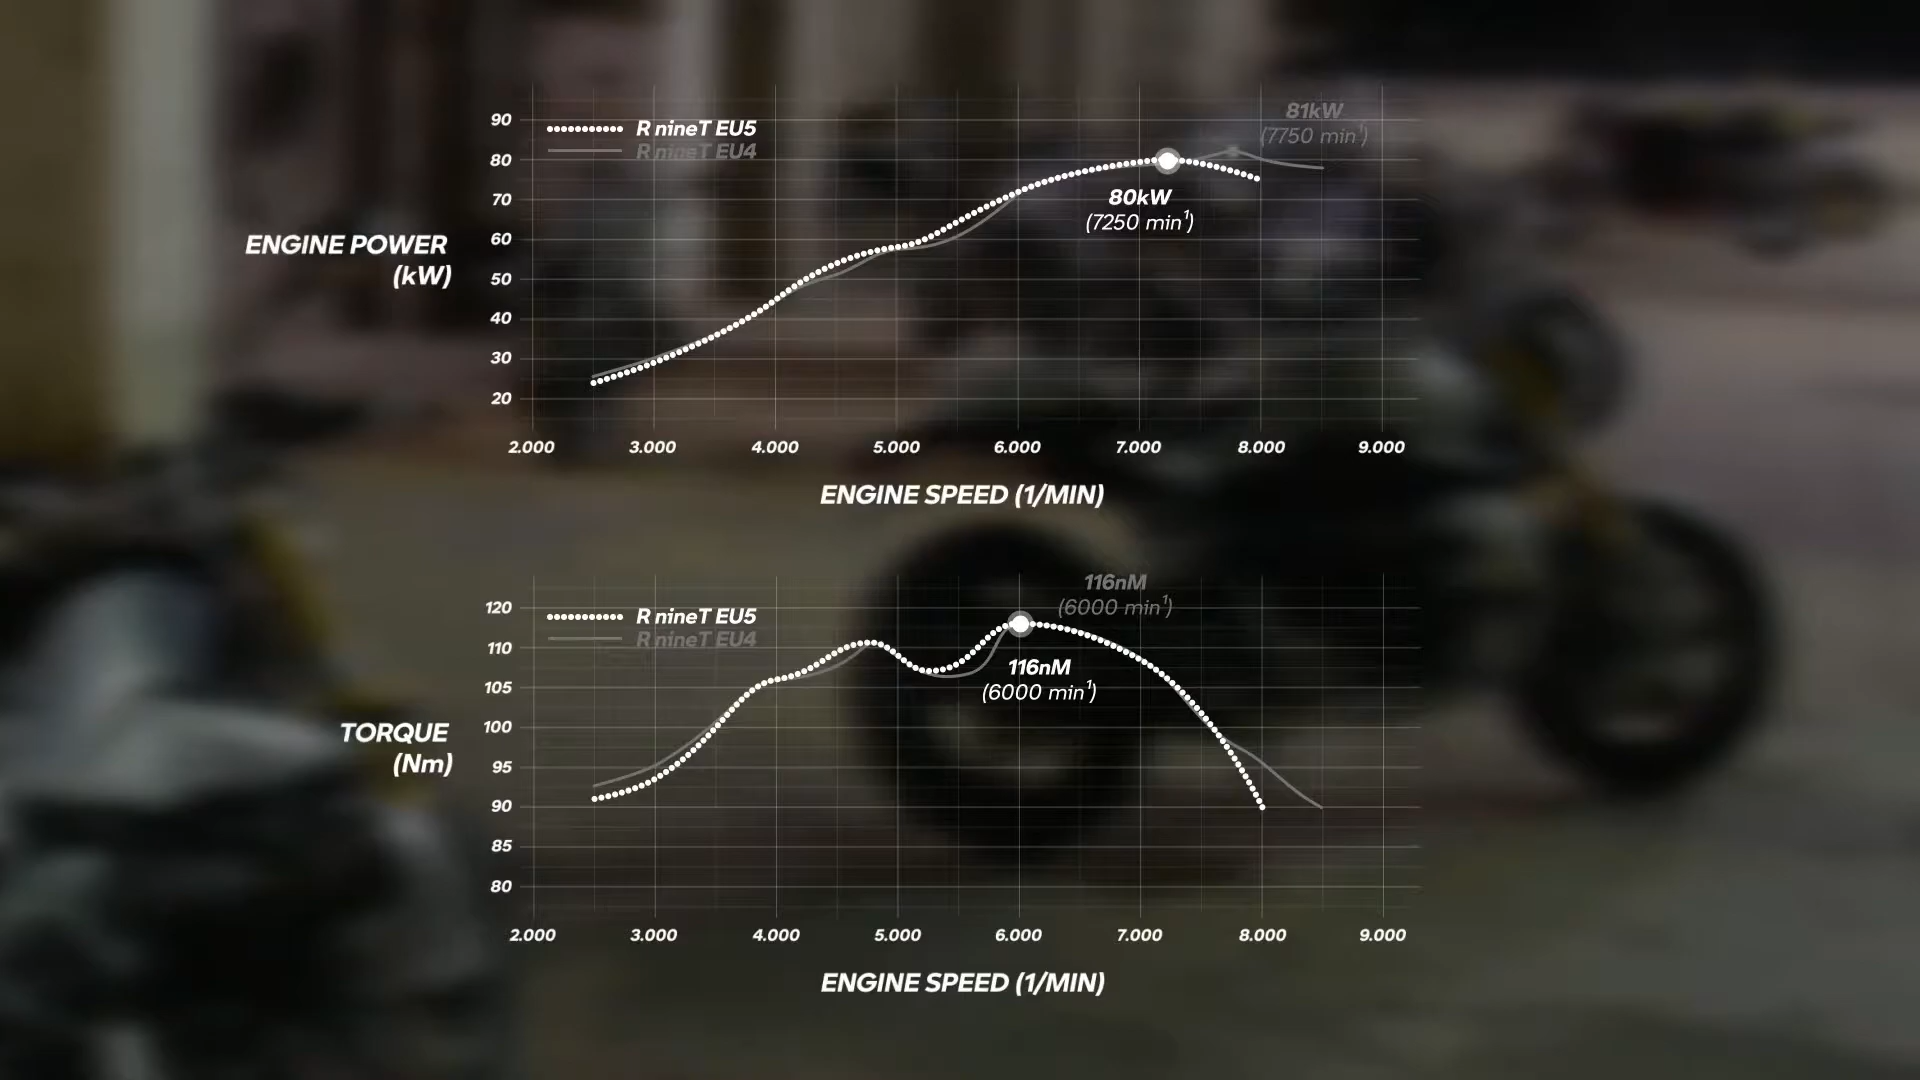 90
80
70
60
50
40
30
20
R nineT EU5
R nineT EU4
81kW
(7750 min¹)
80kW
(7250 min¹)
ENGINE POWER
(kW)
2.000 3.000 4.000 5.000 6.000 7.000 8.000 9.000
ENGINE SPEED (1/MIN)
120
110
105
100
95
90
85
80
R nineT EU5
R nineT EU4
116nM
(6000 min¹)
116nM
(6000 min¹)
TORQUE
(Nm)
2.000 3.000 4.000 5.000 6.000 7.000 8.000 9.000
ENGINE SPEED (1/MIN)